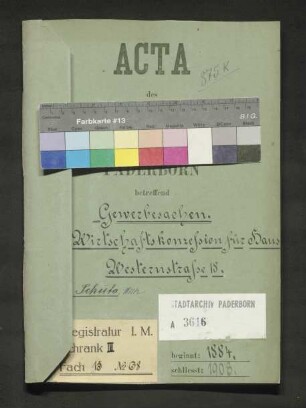 ACTA
des
Farbkarte #13
B.I.G.
PADERBORN
betreffend
Gewerbesachen.
Wirtschaftskonzession für Haus
Westernstraße 18.
STADTARCHIV PADERBORN
A 3616
Registratur I. M.
Schrank II
Fach 13
beginnt: 1884.
schliesst: 1903.